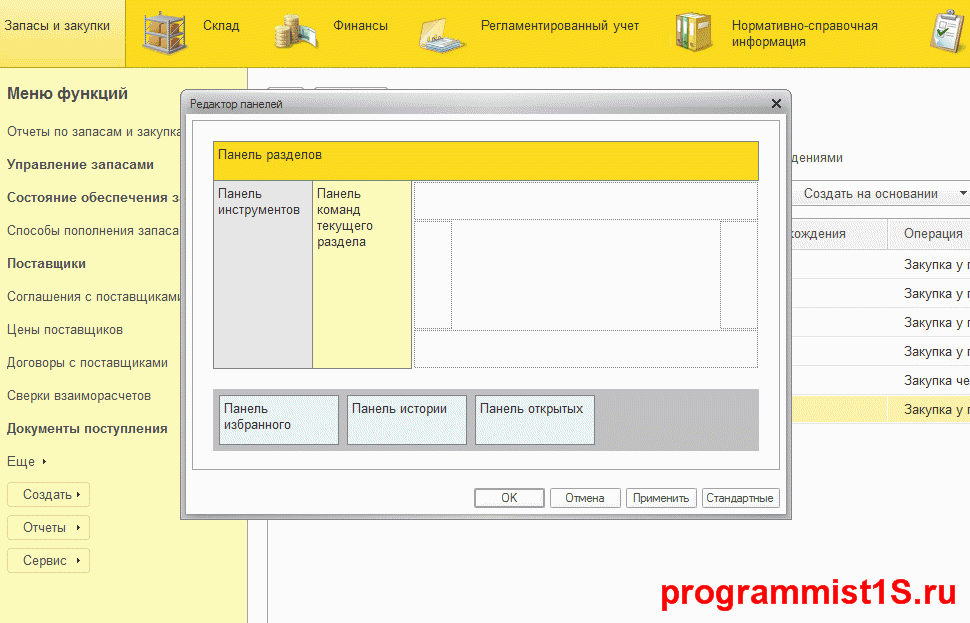 Запасы и закупки
Склад
Финансы
Регламентированный учет
Нормативно-справочная
информация
Меню функций
Отчеты по запасам и закупка
Управление запасами
Состояние обеспечения з
Способы пополнения запаса
Поставщики
Соглашения с поставщиками
Цены поставщиков
Договоры с поставщиками
Сверки взаиморасчетов
Документы поступления
Еще
Создать
Отчеты
Сервис
Редактор панелей
Панель разделов
Панель
инструментов
Панель
команд
текущего
раздела
Панель
избранного
Панель истории
Панель открытых
OK
Отмена
Применить
Стандартные
дениями
Создать на основании
хождения
Операция
Закупка у п
Закупка у п
Закупка у п
Закупка у п
Закупка че
Закупка у п
programmist1S.ru